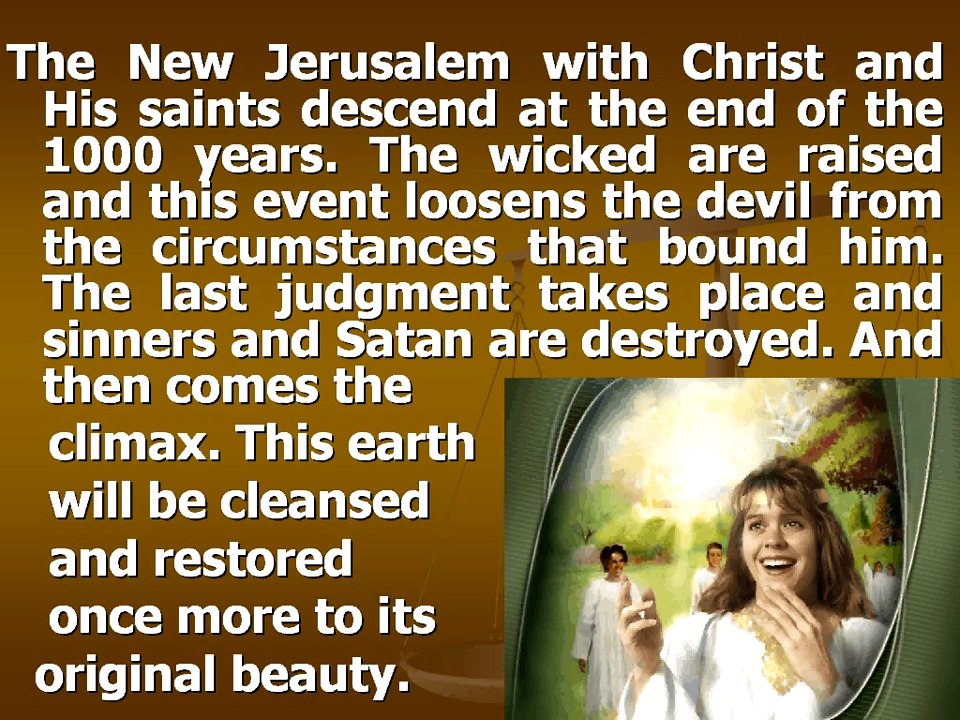 The New Jerusalem with Christ and
His saints descend at the end of the
1000 years. The wicked are raised
and this event loosens the devil from
the circumstances that bound him.
The last judgment takes place and
sinners and Satan are destroyed. And
then comes the
climax. This earth
will be cleansed
and restored
once more to its
original beauty.